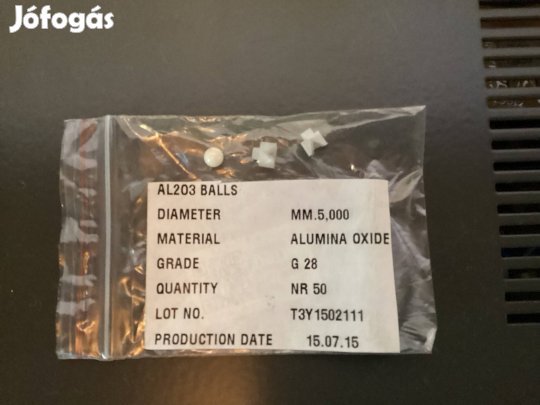 Jófogás
AL2O3 BALLS
DIAMETER MM.5,000
MATERIAL ALUMINA OXIDE
GRADE G 28
QUANTITY NR 50
LOT NO. T3Y1502111
PRODUCTION DATE 15.07.15